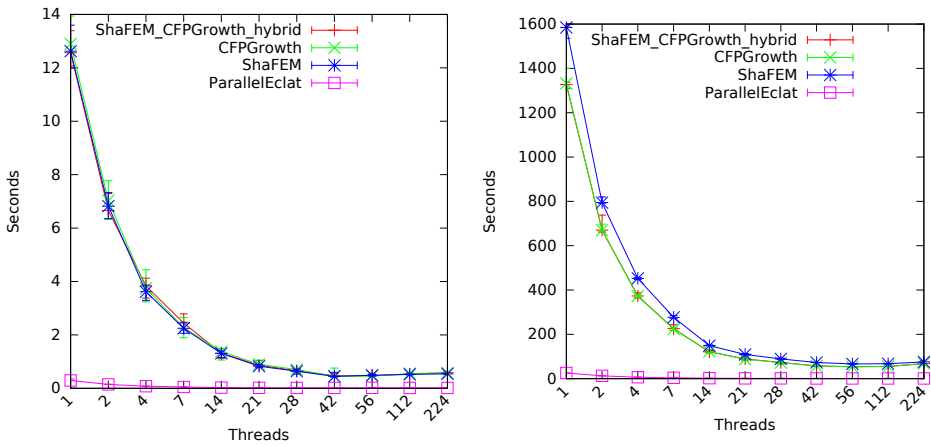 14
12
10
8
6
4
2
0
Seconds
ShaFEM_CFPGrowth_hybrid
CFPGrowth
ShaFEM
ParallelEclat
1 2 4 7 14 21 28 42 56 112 224
Threads
1600
1400
1200
1000
800
600
400
200
0
Seconds
ShaFEM_CFPGrowth_hybrid
CFPGrowth
ShaFEM
ParallelEclat
1 2 4 7 14 21 28 42 56 112 224
Threads